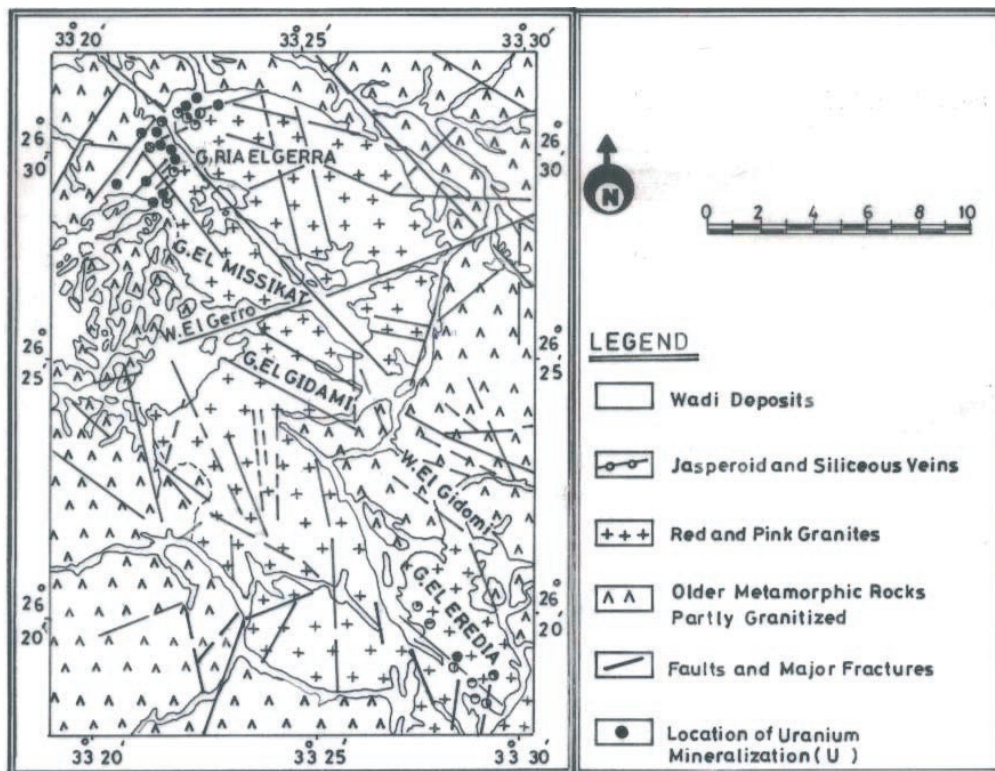 33° 20′ 33° 25′ 33° 30′
26° 30′
26° 30′
G.RIA ELGERRA
G.EL MISSIKAT
W.El Gerro
26° 25′
26° 25′
G.EL GIDAMI
W.El Gidomi
G.EL EREDIA
26° 20′
26° 20′
33° 20′ 33° 25′ 33° 30′
N
0 2 4 6 8 10
LEGEND
Wadi Deposits
Jasperoid and Siliceous Veins
Red and Pink Granites
Older Metamorphic Rocks
Partly Granitized
Faults and Major Fractures
Location of Uranium
Mineralization (U)